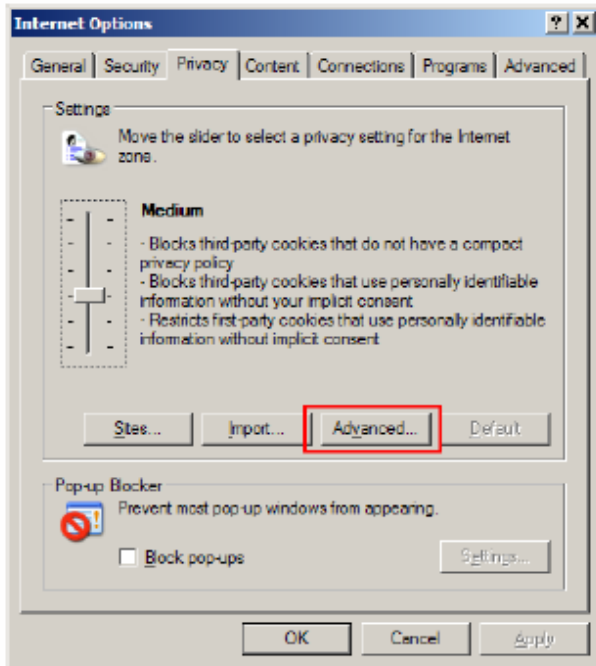 Internet Options
General Security Privacy Content Connections Programs Advanced
Settings
Move the slider to select a privacy setting for the Internet
zone.
Medium
- Blocks third-party cookies that do not have a compact
privacy policy
- Blocks third-party cookies that use personally identifiable
information without your implicit consent
- Restricts first-party cookies that use personally identifiable
information without implicit consent
Sites... Import... Advanced... Default
Pop-up Blocker
Prevent most pop-up windows from appearing.
Block pop-ups Settings...
OK Cancel Apply